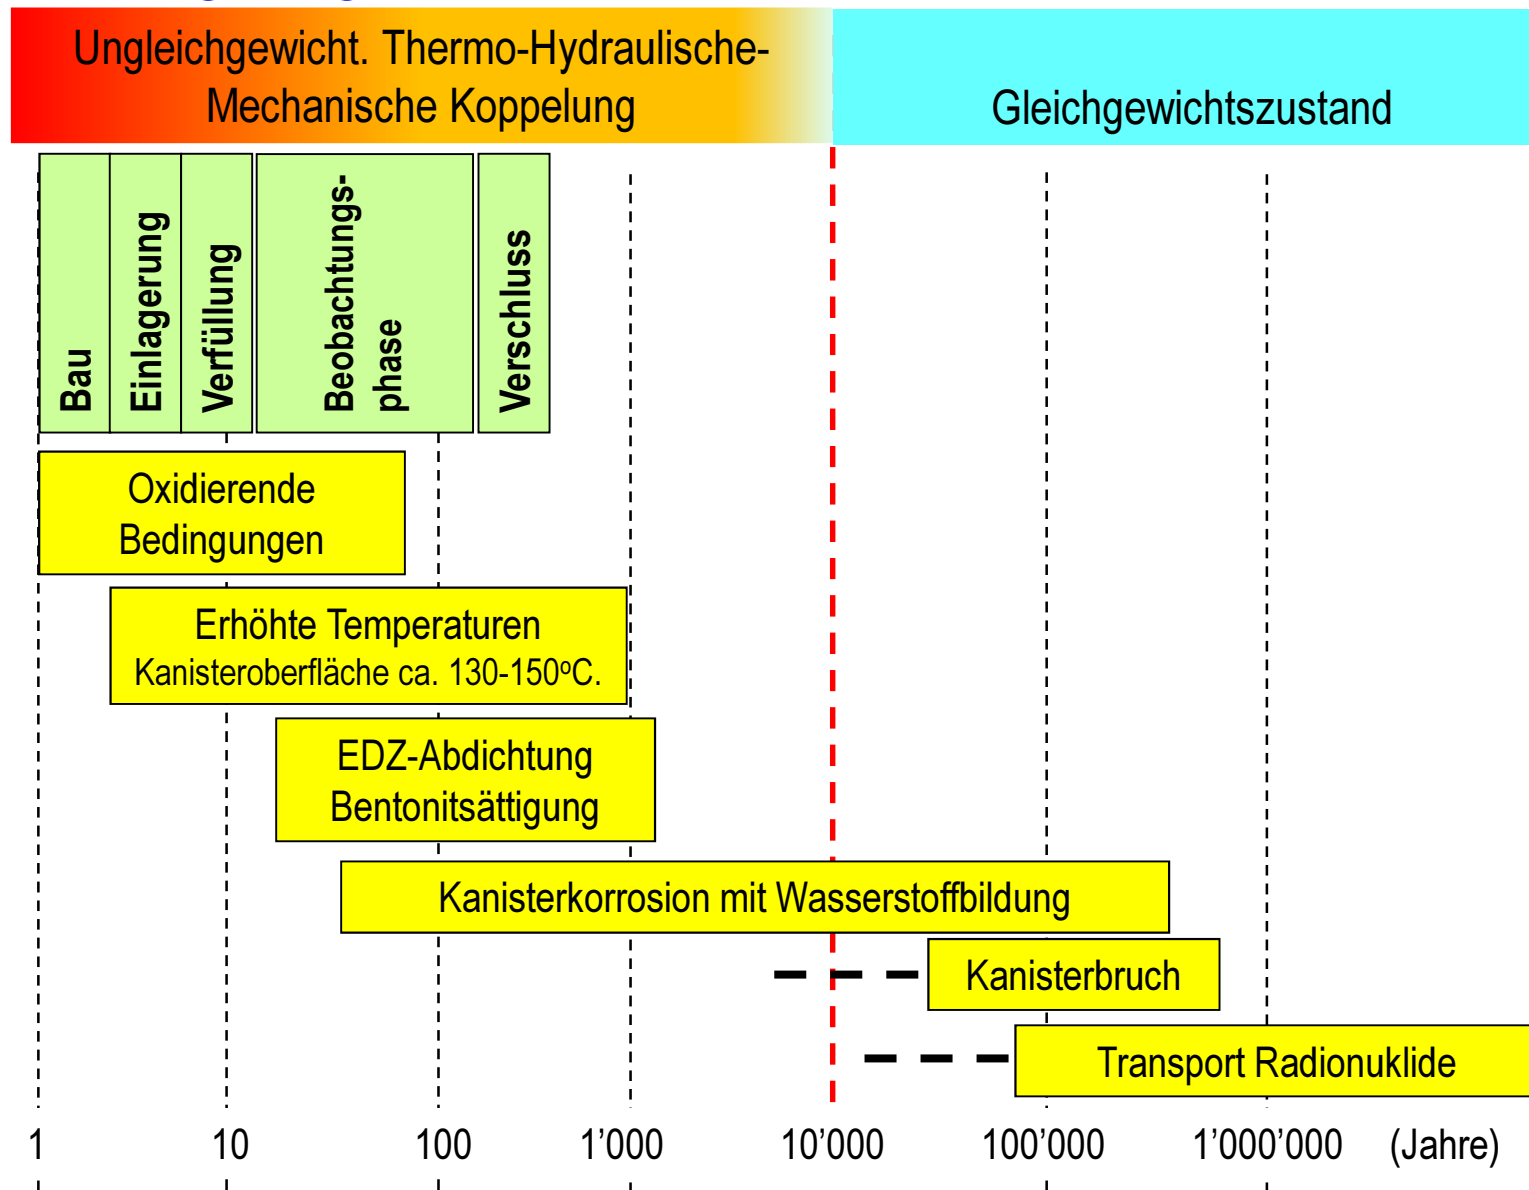 Ungleichgewicht. Thermo-Hydraulische-
Mechanische Koppelung
Gleichgewichtszustand
Bau
Einlagerung
Verfüllung
Beobachtungs-
phase
Verschluss
Oxidierende
Bedingungen
Erhöhte Temperaturen
Kanisteroberfläche ca. 130-150ºC.
EDZ-Abdichtung
Bentonitsättigung
Kanisterkorrosion mit Wasserstoffbildung
Kanisterbruch
Transport Radionuklide
1 10 100 1’000 10’000 100’000 1’000’000 (Jahre)